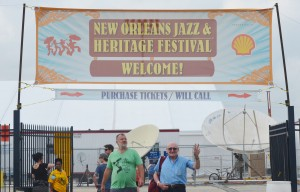 NEW ORLEANS JAZZ &
HERITAGE FESTIVAL
WELCOME!
PURCHASE TICKETS / WILL CALL